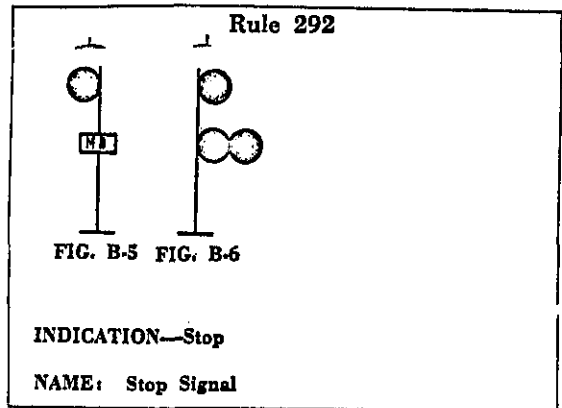 Rule 292
FIG. B-5 FIG. B-6
INDICATION—Stop
NAME: Stop Signal